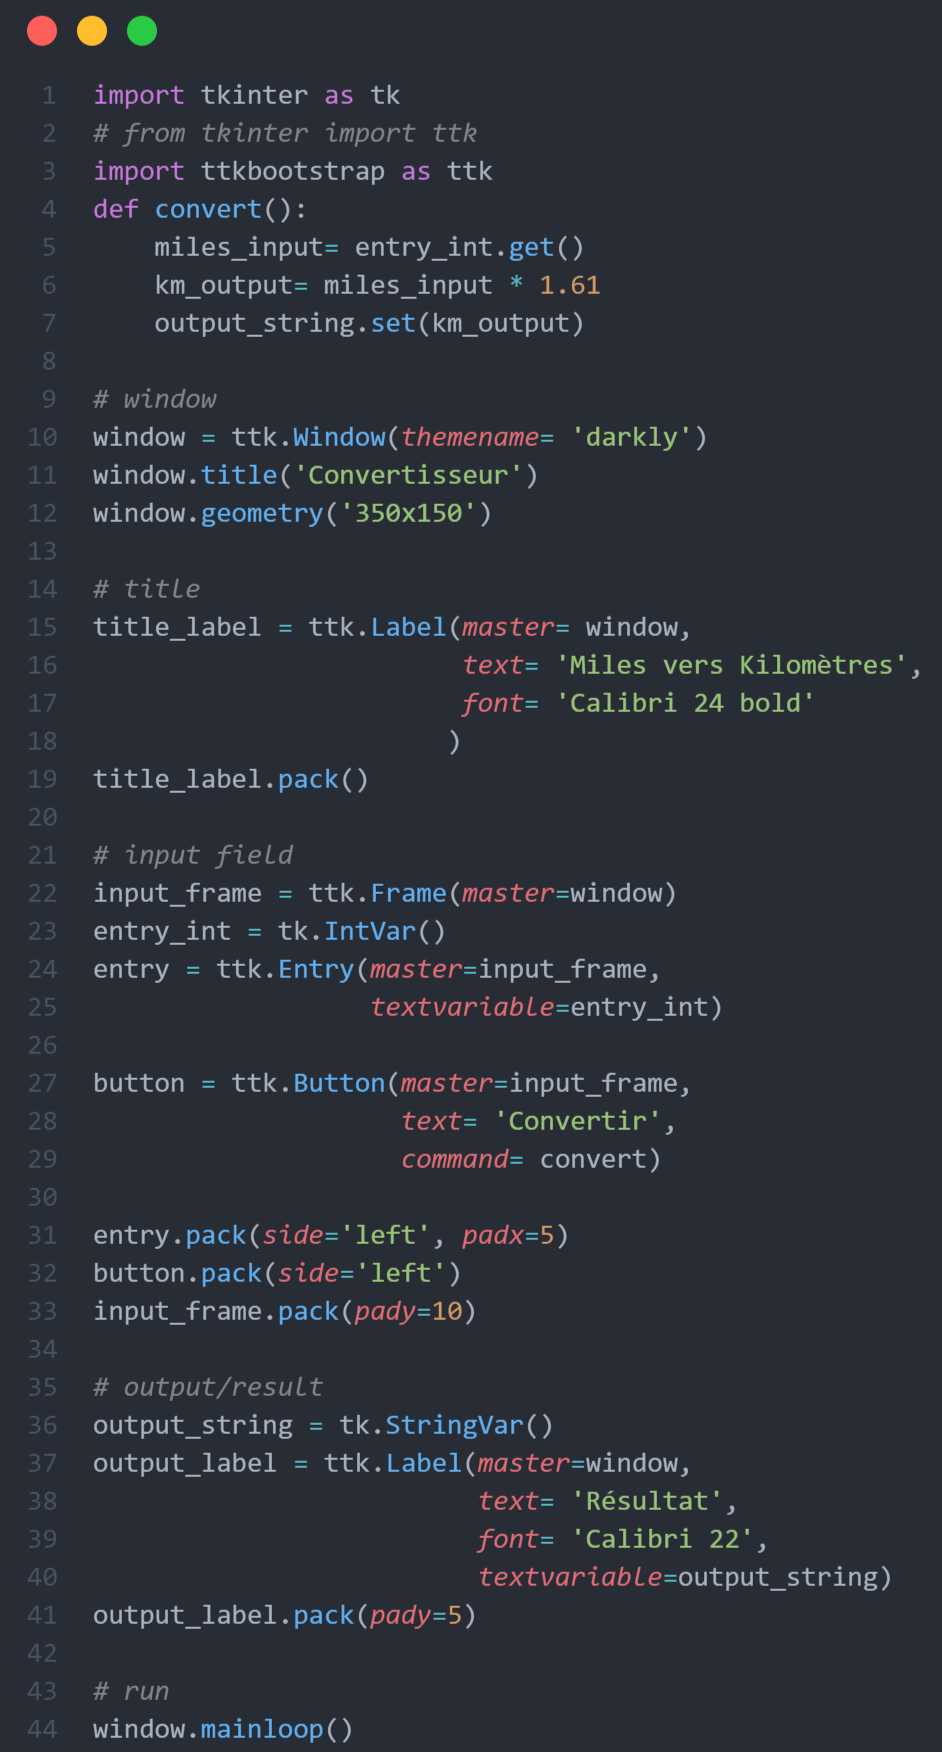 1 import tkinter as tk
2 # from tkinter import ttk
3 import ttkbootstrap as ttk
4 def convert():
5     miles_input= entry_int.get()
6     km_output= miles_input * 1.61
7     output_string.set(km_output)
8
9 # window
10 window = ttk.Window(themename= 'darkly')
11 window.title('Convertisseur')
12 window.geometry('350x150')
13
14 # title
15 title_label = ttk.Label(master= window,
16                         text= 'Miles vers Kilomètres',
17                         font= 'Calibri 24 bold'
18                        )
19 title_label.pack()
20
21 # input field
22 input_frame = ttk.Frame(master=window)
23 entry_int = tk.IntVar()
24 entry = ttk.Entry(master=input_frame,
25                   textvariable=entry_int)
26
27 button = ttk.Button(master=input_frame,
28                     text= 'Convertir',
29                     command= convert)
30
31 entry.pack(side='left', padx=5)
32 button.pack(side='left')
33 input_frame.pack(pady=10)
34
35 # output/result
36 output_string = tk.StringVar()
37 output_label = ttk.Label(master=window,
38                          text= 'Résultat',
39                          font= 'Calibri 22',
40                          textvariable=output_string)
41 output_label.pack(pady=5)
42
43 # run
44 window.mainloop()